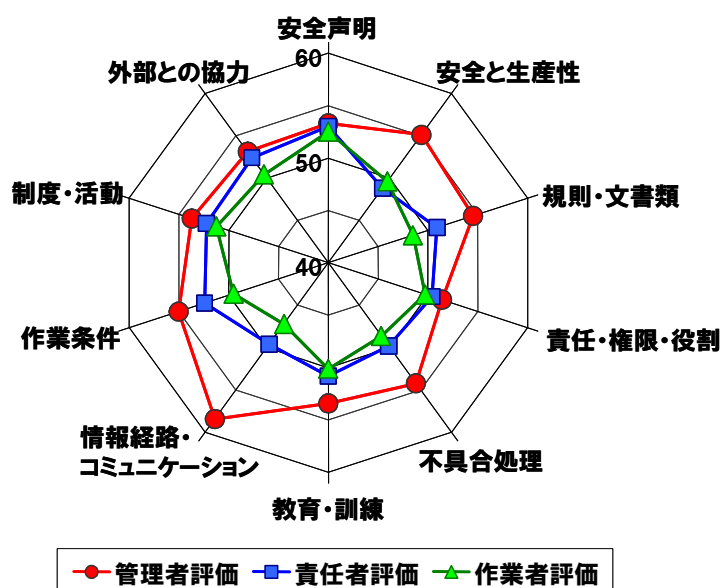 安全声明
60
外部との協力
安全と生産性
50
制度・活動
規則・文書類
40
作業条件
責任・権限・役割
情報経路・
コミュニケーション
不具合処理
教育・訓練
管理者評価 責任者評価 作業者評価